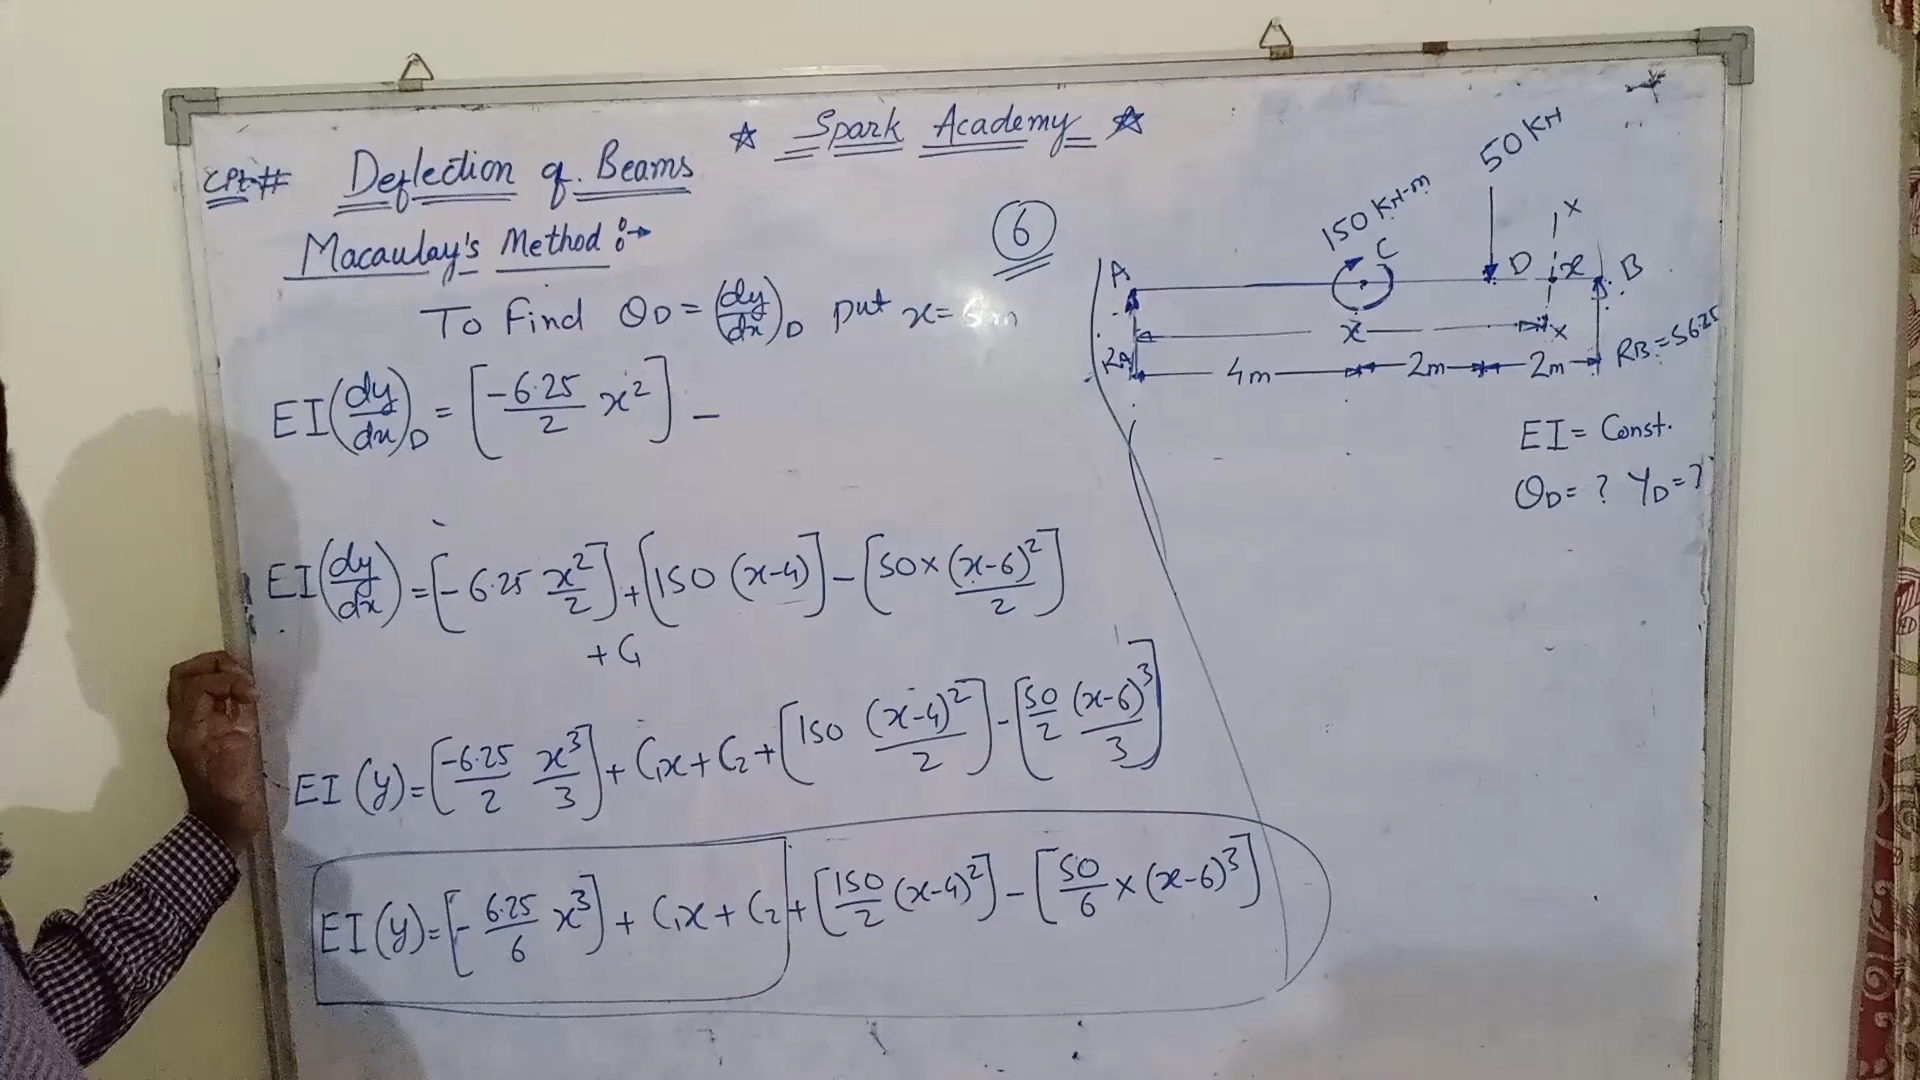 ☆ Spark Academy ☆
Deflection of Beams
Macaulay's Method :→
6
To Find θD = (dy/dx)D put x = 6m
EI(dy/dx)D = [-6.25/2 x²] -
EI(dy/dx) = [-6.25 x²/2] + [150 (x-4)] - [50 × (x-6)²/2]
+ C₁
EI(y) = [-6.25/2 x³/3] + C₁x + C₂ + [150 (x-4)²/2] - [50/2 (x-6)³/3]
EI(y) = [-6.25/6 x³] + C₁x + C₂ + [150/2 (x-4)²] - [50/6 × (x-6)³]
50 KN
150 KN-m
x
A C D x B
x x
RA 4m 2m 2m RB = 56.25
EI = Const.
θD = ? YD = ?